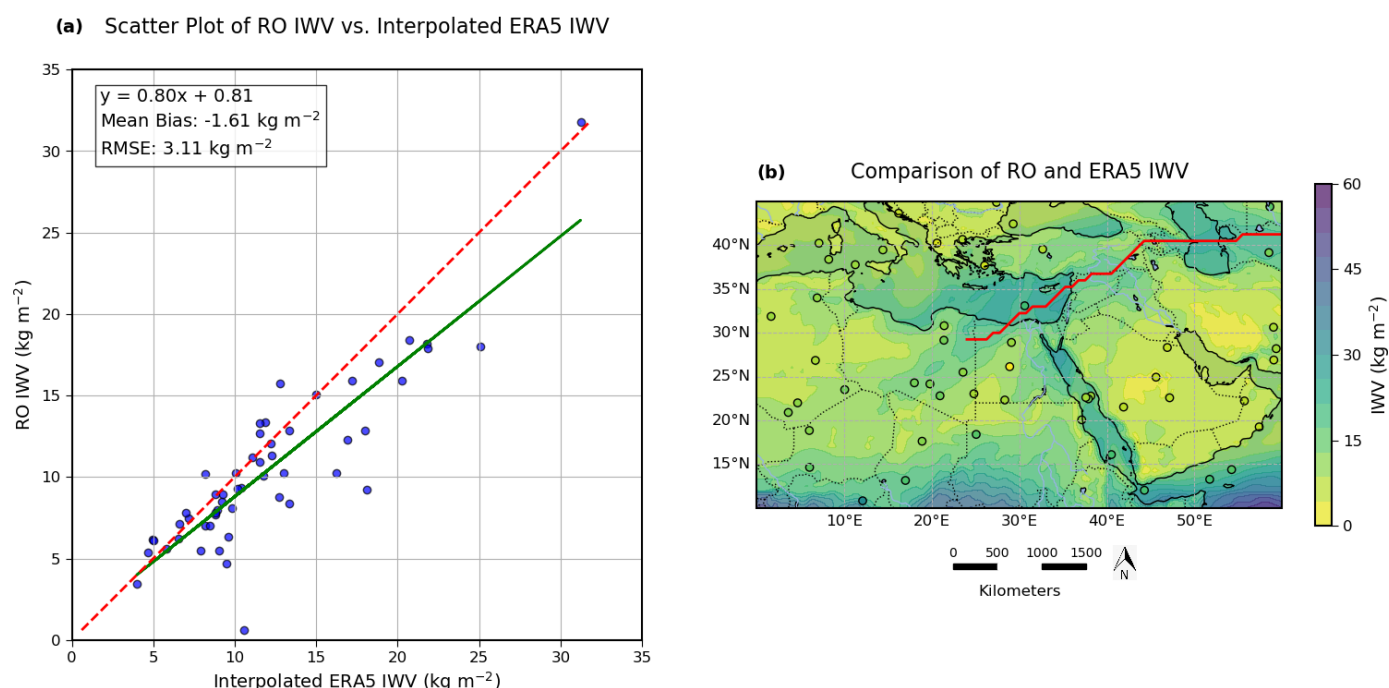 (a) Scatter Plot of RO IWV vs. Interpolated ERA5 IWV
y = 0.80x + 0.81
Mean Bias: -1.61 kg m⁻²
RMSE: 3.11 kg m⁻²
35
30
25
20
15
10
5
0
RO IWV (kg m⁻²)
0 5 10 15 20 25 30 35
Interpolated ERA5 IWV (kg m⁻²)
(b) Comparison of RO and ERA5 IWV
40°N
35°N
30°N
25°N
20°N
15°N
10°E 20°E 30°E 40°E 50°E
0 500 1000 1500
Kilometers
N
60
45
30
15
0
IWV (kg m⁻²)